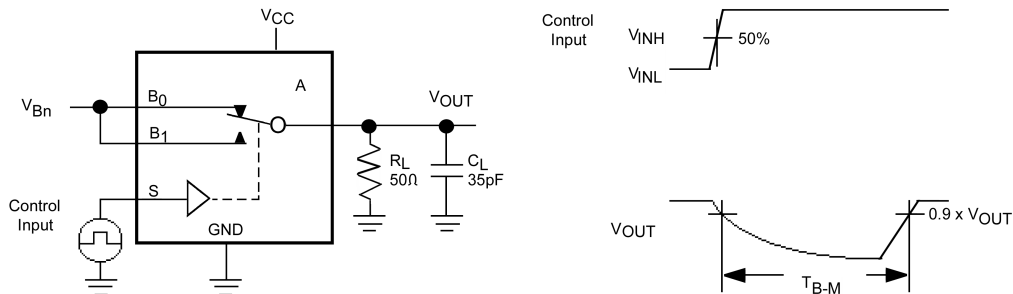 VCC
A
VBn
B0
B1
VOUT
RL
50Ω
CL
35pF
S
Control
Input
GND
Control
Input
VINH
50%
VINL
VOUT
0.9 x VOUT
TB-M